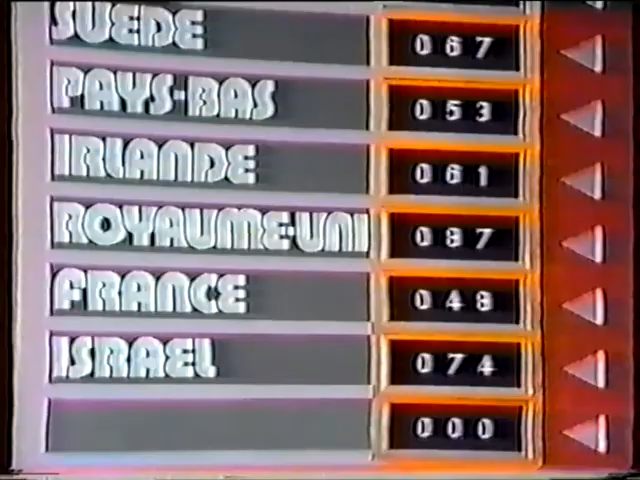 SUEDE 067
PAYS-BAS 053
IRLANDE 061
ROYAUME-UNI 087
FRANCE 048
ISRAEL 074
000